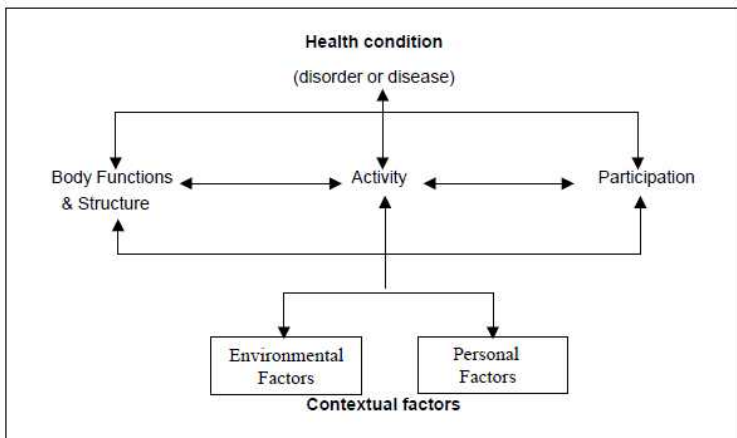 Health condition
(disorder or disease)
Body Functions
& Structure
Activity
Participation
Environmental
Factors
Personal
Factors
Contextual factors